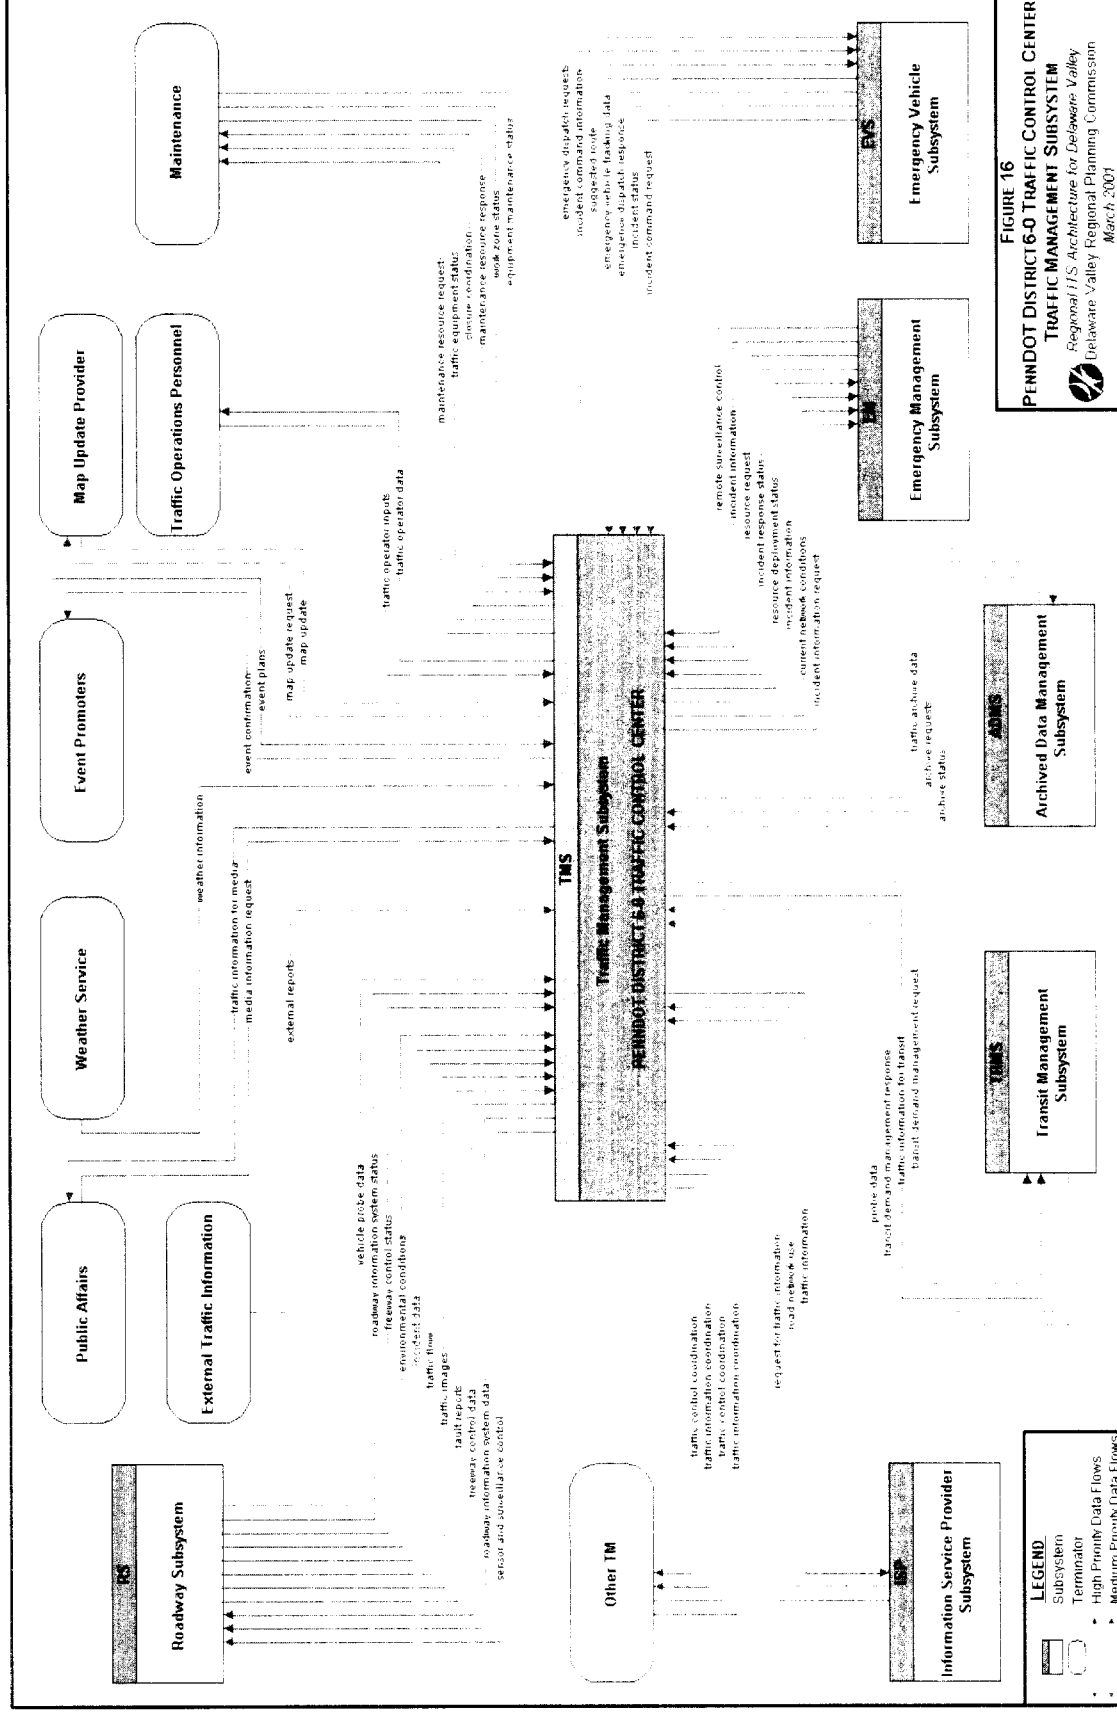 Public Affairs
Weather Service
Event Promoters
Map Update Provider
External Traffic Information
Traffic Operations Personnel
Maintenance
RS
Roadway Subsystem
weather information
traffic information for media
media information request
external reports
event confirmation
event plans
map update request
map update
traffic operator inputs
traffic operator data
maintenance resource request
traffic equipment status
closure coordination
maintenance resource response
work zone status
equipment maintenance status
vehicle probe data
roadway information system status
freeway control status
environmental conditions
incident data
traffic flow
traffic images
fault reports
freeway control data
roadway information system data
sensor and surveillance control
emergency dispatch requests
incident command information
suggested route
emergency vehicle tracking data
emergency dispatch response
incident status
incident command request
TMS
Traffic Management Subsystem
PENNDOT DISTRICT 6-0 TRAFFIC CONTROL CENTER
Other TM
traffic control coordination
traffic information coordination
traffic control coordination
traffic information coordination
request for traffic information
road network use
traffic information
probe data
transit demand management response
traffic information for transit
transit demand management request
traffic archive data
archive requests
archive status
remote surveillance control
incident information
resource request
incident response status
resource deployment status
incident information
current network conditions
incident information request
ISP
Information Service Provider
Subsystem
TRMS
Transit Management
Subsystem
ADMS
Archived Data Management
Subsystem
EM
Emergency Management
Subsystem
EVS
Emergency Vehicle
Subsystem
LEGEND
Subsystem
Terminator
High Priority Data Flows
Medium Priority Data Flows
FIGURE 16
PENNDOT DISTRICT 6-0 TRAFFIC CONTROL CENTER
TRAFFIC MANAGEMENT SUBSYSTEM
Regional ITS Architecture for Delaware Valley
Delaware Valley Regional Planning Commission
March 2001